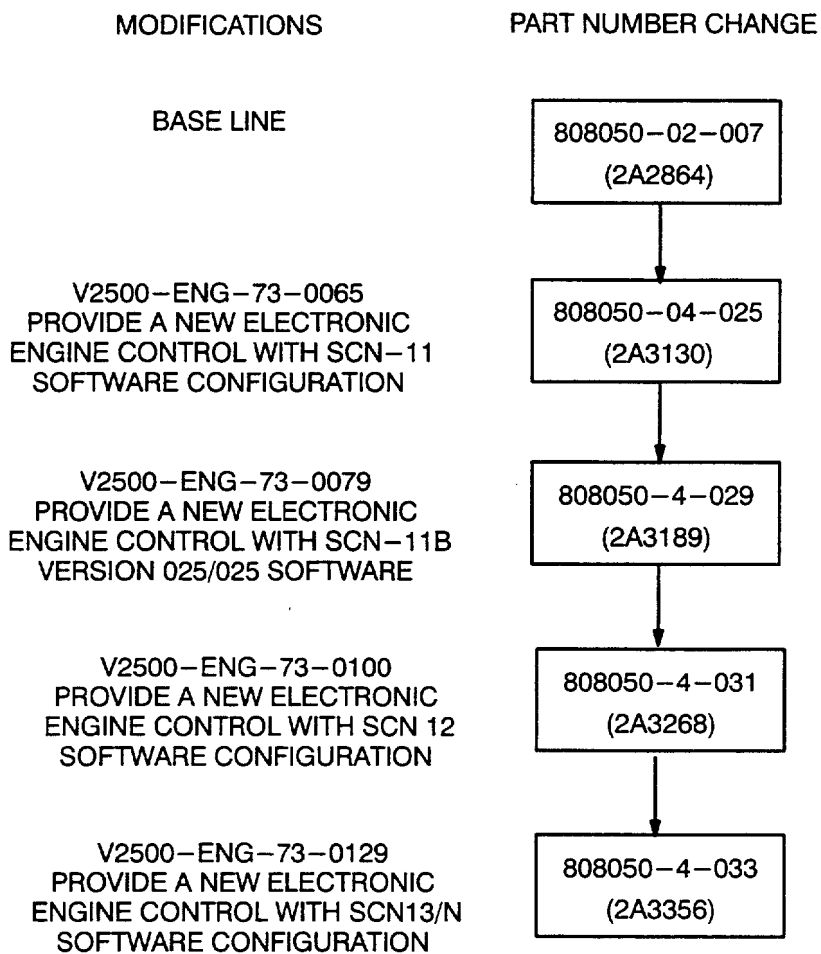 MODIFICATIONS
PART NUMBER CHANGE
BASE LINE
808050-02-007
(2A2864)
V2500-ENG-73-0065
PROVIDE A NEW ELECTRONIC
ENGINE CONTROL WITH SCN-11
SOFTWARE CONFIGURATION
808050-04-025
(2A3130)
V2500-ENG-73-0079
PROVIDE A NEW ELECTRONIC
ENGINE CONTROL WITH SCN-11B
VERSION 025/025 SOFTWARE
808050-4-029
(2A3189)
V2500-ENG-73-0100
PROVIDE A NEW ELECTRONIC
ENGINE CONTROL WITH SCN 12
SOFTWARE CONFIGURATION
808050-4-031
(2A3268)
V2500-ENG-73-0129
PROVIDE A NEW ELECTRONIC
ENGINE CONTROL WITH SCN13/N
SOFTWARE CONFIGURATION
808050-4-033
(2A3356)